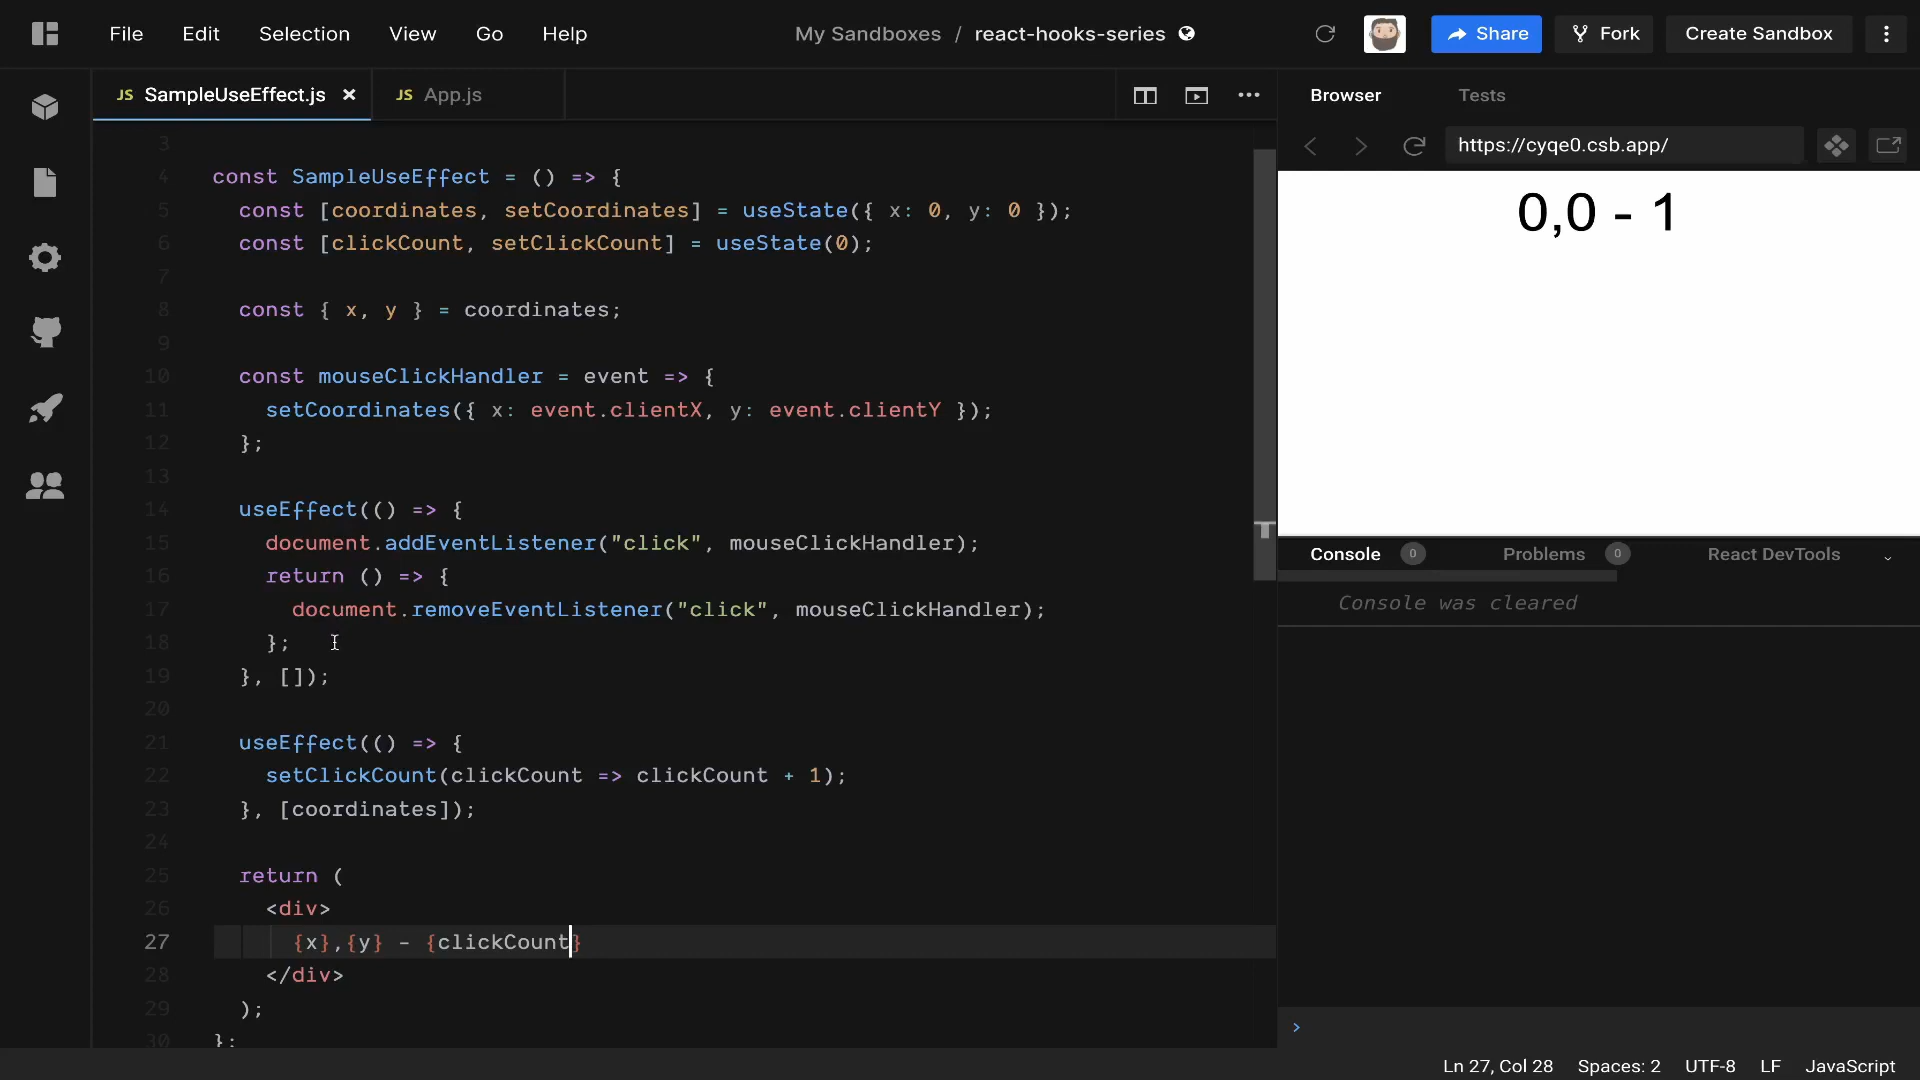 File Edit Selection View Go Help
My Sandboxes / react-hooks-series
Share Fork Create Sandbox
JS SampleUseEffect.js × JS App.js
Browser Tests
https://cyqe0.csb.app/
0,0 - 1
3
4 const SampleUseEffect = () => {
5 const [coordinates, setCoordinates] = useState({ x: 0, y: 0 });
6 const [clickCount, setClickCount] = useState(0);
7
8 const { x, y } = coordinates;
9
10 const mouseClickHandler = event => {
11 setCoordinates({ x: event.clientX, y: event.clientY });
12 };
13
14 useEffect(() => {
15 document.addEventListener("click", mouseClickHandler);
16 return () => {
17 document.removeEventListener("click", mouseClickHandler);
18 };
19 }, []);
20
21 useEffect(() => {
22 setClickCount(clickCount => clickCount + 1);
23 }, [coordinates]);
24
25 return (
26 <div>
27 {x},{y} - {clickCount}
28 </div>
29 );
30 };
Console 0 Problems 0 React DevTools
Console was cleared
Ln 27, Col 28 Spaces: 2 UTF-8 LF JavaScript